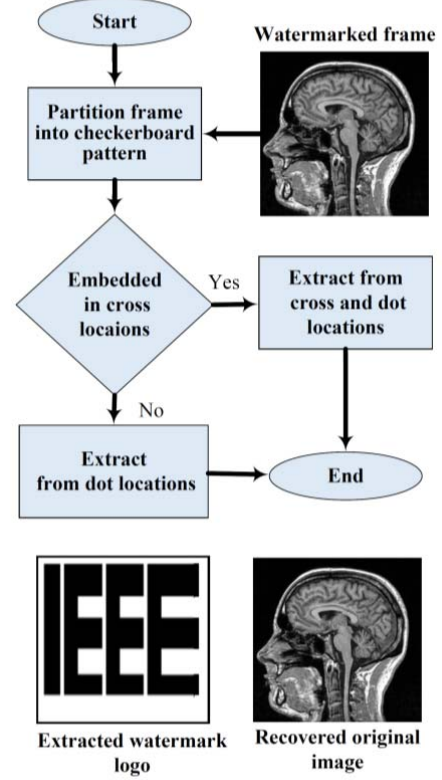 Start
Watermarked frame
Partition frame
into checkerboard
pattern
Embedded
in cross
locaions
Yes
Extract from
cross and dot
locations
No
Extract
from dot locations
End
IEEE
Extracted watermark
logo
Recovered original
image